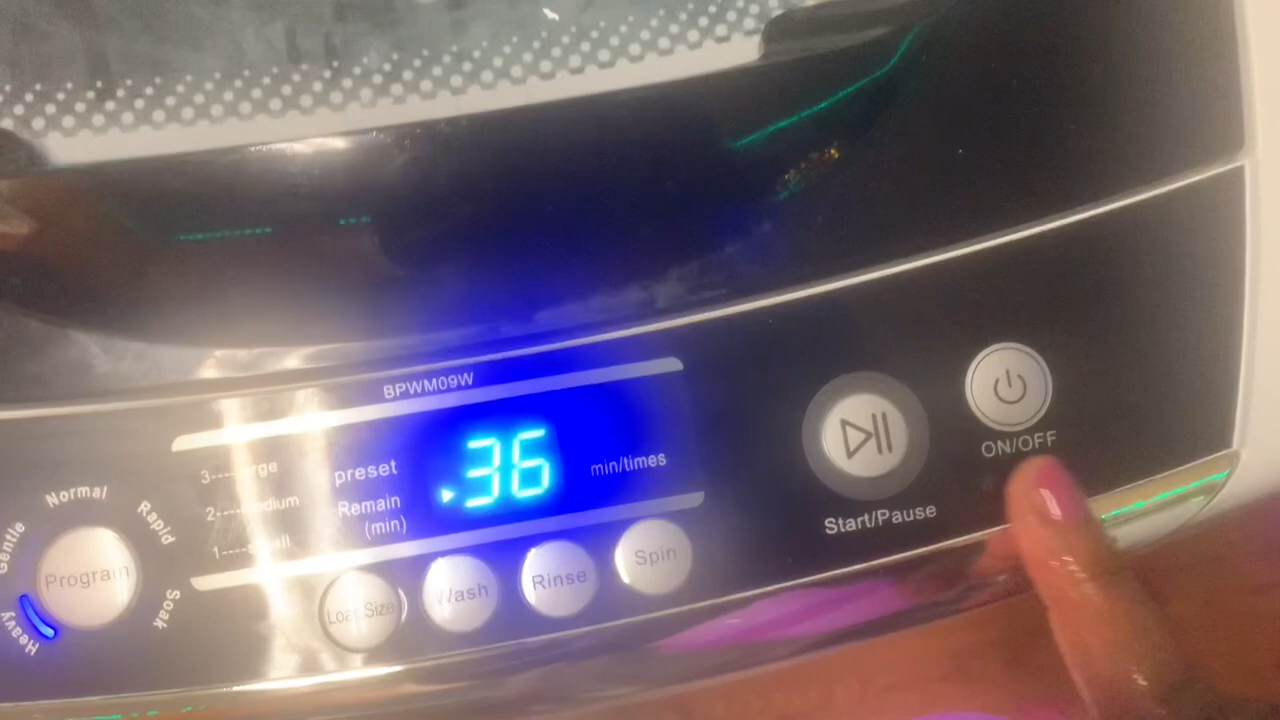 BPWM09W
3----
preset
36
min/times
2----
Remain
(min)
1----
ON/OFF
Start/Pause
Normal
Rapid
Gentle
Program
Soak
Heavy
Load Size
Wash
Rinse
Spin